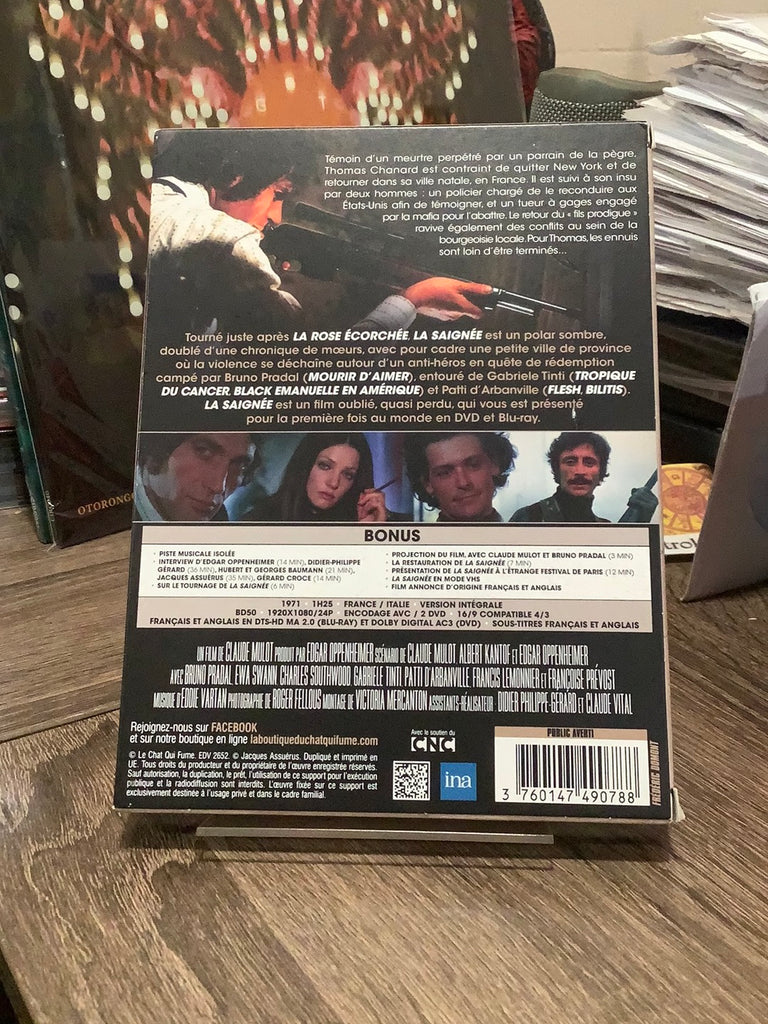 Témoin d'un meurtre perpétré par un parrain de la pègre,
Thomas Chanard est contraint de quitter New York et de
retourner dans sa ville natale, en France. Il est suivi à son insu
par deux hommes : un policier chargé de le reconduire aux
États-Unis afin de témoigner, et un tueur à gages engagé
par la mafia pour l'abattre. Le retour du « fils prodigue »
ravive également des conflits au sein de la
bourgeoisie locale. Pour Thomas, les ennuis
sont loin d'être terminés...
Tourné juste après LA ROSE ÉCORCHÉE, LA SAIGNÉE est un polar sombre,
doublé d'une chronique de mœurs, avec pour cadre une petite ville de province
où la violence se déchaîne autour d'un anti-héros en quête de rédemption
campé par Bruno Pradal (MOURIR D'AIMER), entouré de Gabriele Tinti (TROPIQUE
DU CANCER, BLACK EMANUELLE EN AMÉRIQUE) et Patti d'Arbanville (FLESH, BILITIS).
LA SAIGNÉE est un film oublié, quasi perdu, qui vous est présenté
pour la première fois au monde en DVD et Blu-ray.
OTORONGO
BONUS
· PISTE MUSICALE ISOLÉE
· INTERVIEW D'EDGAR OPPENHEIMER (14 MIN), DIDIER-PHILIPPE
GÉRARD (36 MIN), HUBERT ET GEORGES BAUMANN (21 MIN),
JACQUES ASSUÉRUS (35 MIN), GÉRARD CROCE (14 MIN)
· SUR LE TOURNAGE DE LA SAIGNÉE (6 MIN)
· PROJECTION DU FILM, AVEC CLAUDE MULOT ET BRUNO PRADAL (3 MIN)
· LA RESTAURATION DE LA SAIGNÉE (7 MIN)
· PRÉSENTATION DE LA SAIGNÉE À L'ÉTRANGE FESTIVAL DE PARIS (12 MIN)
· LA SAIGNÉE EN MODE VHS
· FILM ANNONCE D'ORIGINE FRANÇAIS ET ANGLAIS
1971 · 1H25 · FRANCE / ITALIE · VERSION INTÉGRALE
BD50 · 1920X1080/24P · ENCODAGE AVC / 2 DVD · 16/9 COMPATIBLE 4/3
FRANÇAIS ET ANGLAIS EN DTS-HD MA 2.0 (BLU-RAY) ET DOLBY DIGITAL AC3 (DVD) · SOUS-TITRES FRANÇAIS ET ANGLAIS
UN FILM DE CLAUDE MULOT PRODUIT PAR EDGAR OPPENHEIMER SCÉNARIO DE CLAUDE MULOT ALBERT KANTOF ET EDGAR OPPENHEIMER
AVEC BRUNO PRADAL EWA SWANN CHARLES SOUTHWOOD GABRIELE TINTI PATTI D'ARBANVILLE FRANCIS LEMONNIER ET FRANÇOISE PRÉVOST
MUSIQUE D'EDDIE VARTAN PHOTOGRAPHIE DE ROGER FELLOUS MONTAGE DE VICTORIA MERCANTON ASSISTANTS-RÉALISATEUR DIDIER PHILIPPE-GERARD ET CLAUDE VITAL
Rejoignez-nous sur FACEBOOK
et sur notre boutique en ligne laboutiqueduchatquifume.com
© Le Chat Qui Fume. EDV 2652. © Jacques Assuérus. Dupliqué et imprimé en
UE. Tous droits du producteur et du propriétaire de l'œuvre enregistrée réservés.
Sauf autorisation, la duplication, le prêt, l'utilisation de ce support pour l'exécution
publique et la radiodiffusion sont interdits. L'œuvre fixée sur ce support est
exclusivement destinée à l'usage privé et dans le cadre familial.
Avec le soutien du
CNC
ina
PUBLIC AVERTI
3 760147 490788
FRÉDÉRIC DOMONT